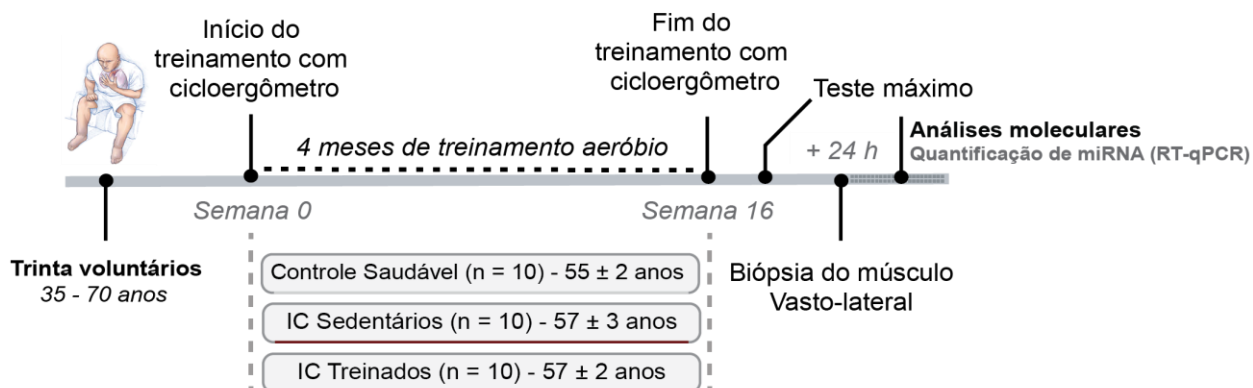 Início do
treinamento com
cicloergômetro
Fim do
treinamento com
cicloergômetro
Teste máximo
4 meses de treinamento aeróbio
+ 24 h
Análises moleculares
Quantificação de miRNA (RT-qPCR)
Semana 0
Semana 16
Trinta voluntários
35 - 70 anos
Controle Saudável (n = 10) - 55 ± 2 anos
IC Sedentários (n = 10) - 57 ± 3 anos
IC Treinados (n = 10) - 57 ± 2 anos
Biópsia do músculo
Vasto-lateral